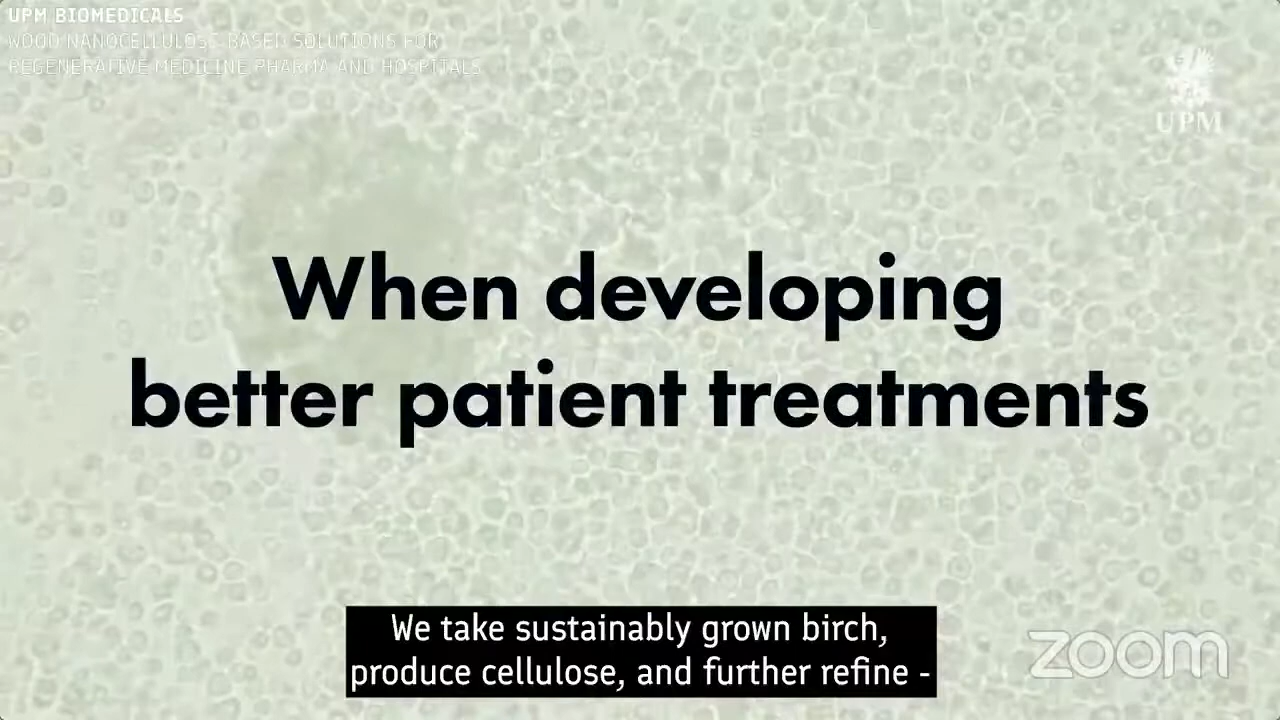 UPM BIOMEDICALS
WOOD NANOCELLULOSE BASED SOLUTIONS FOR
REGENERATIVE MEDICINE PHARMA AND HOSPITALS
UPM
When developing
better patient treatments
We take sustainably grown birch,
produce cellulose, and further refine -
zoom